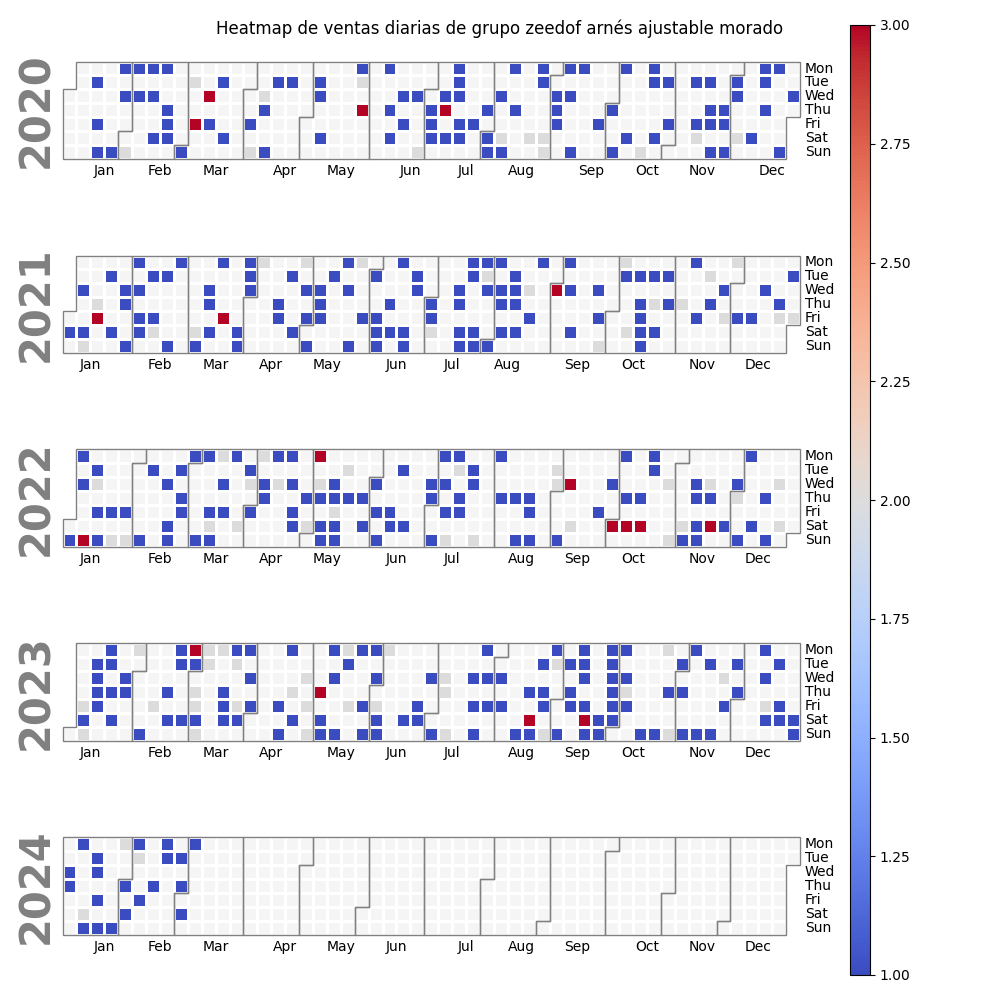 Heatmap de ventas diarias de grupo zeedof arnés ajustable morado
2020
Mon
Tue
Wed
Thu
Fri
Sat
Sun
Jan Feb Mar Apr May Jun Jul Aug Sep Oct Nov Dec
2021
Mon
Tue
Wed
Thu
Fri
Sat
Sun
Jan Feb Mar Apr May Jun Jul Aug Sep Oct Nov Dec
2022
Mon
Tue
Wed
Thu
Fri
Sat
Sun
Jan Feb Mar Apr May Jun Jul Aug Sep Oct Nov Dec
2023
Mon
Tue
Wed
Thu
Fri
Sat
Sun
Jan Feb Mar Apr May Jun Jul Aug Sep Oct Nov Dec
2024
Mon
Tue
Wed
Thu
Fri
Sat
Sun
Jan Feb Mar Apr May Jun Jul Aug Sep Oct Nov Dec
3.00
2.75
2.50
2.25
2.00
1.75
1.50
1.25
1.00